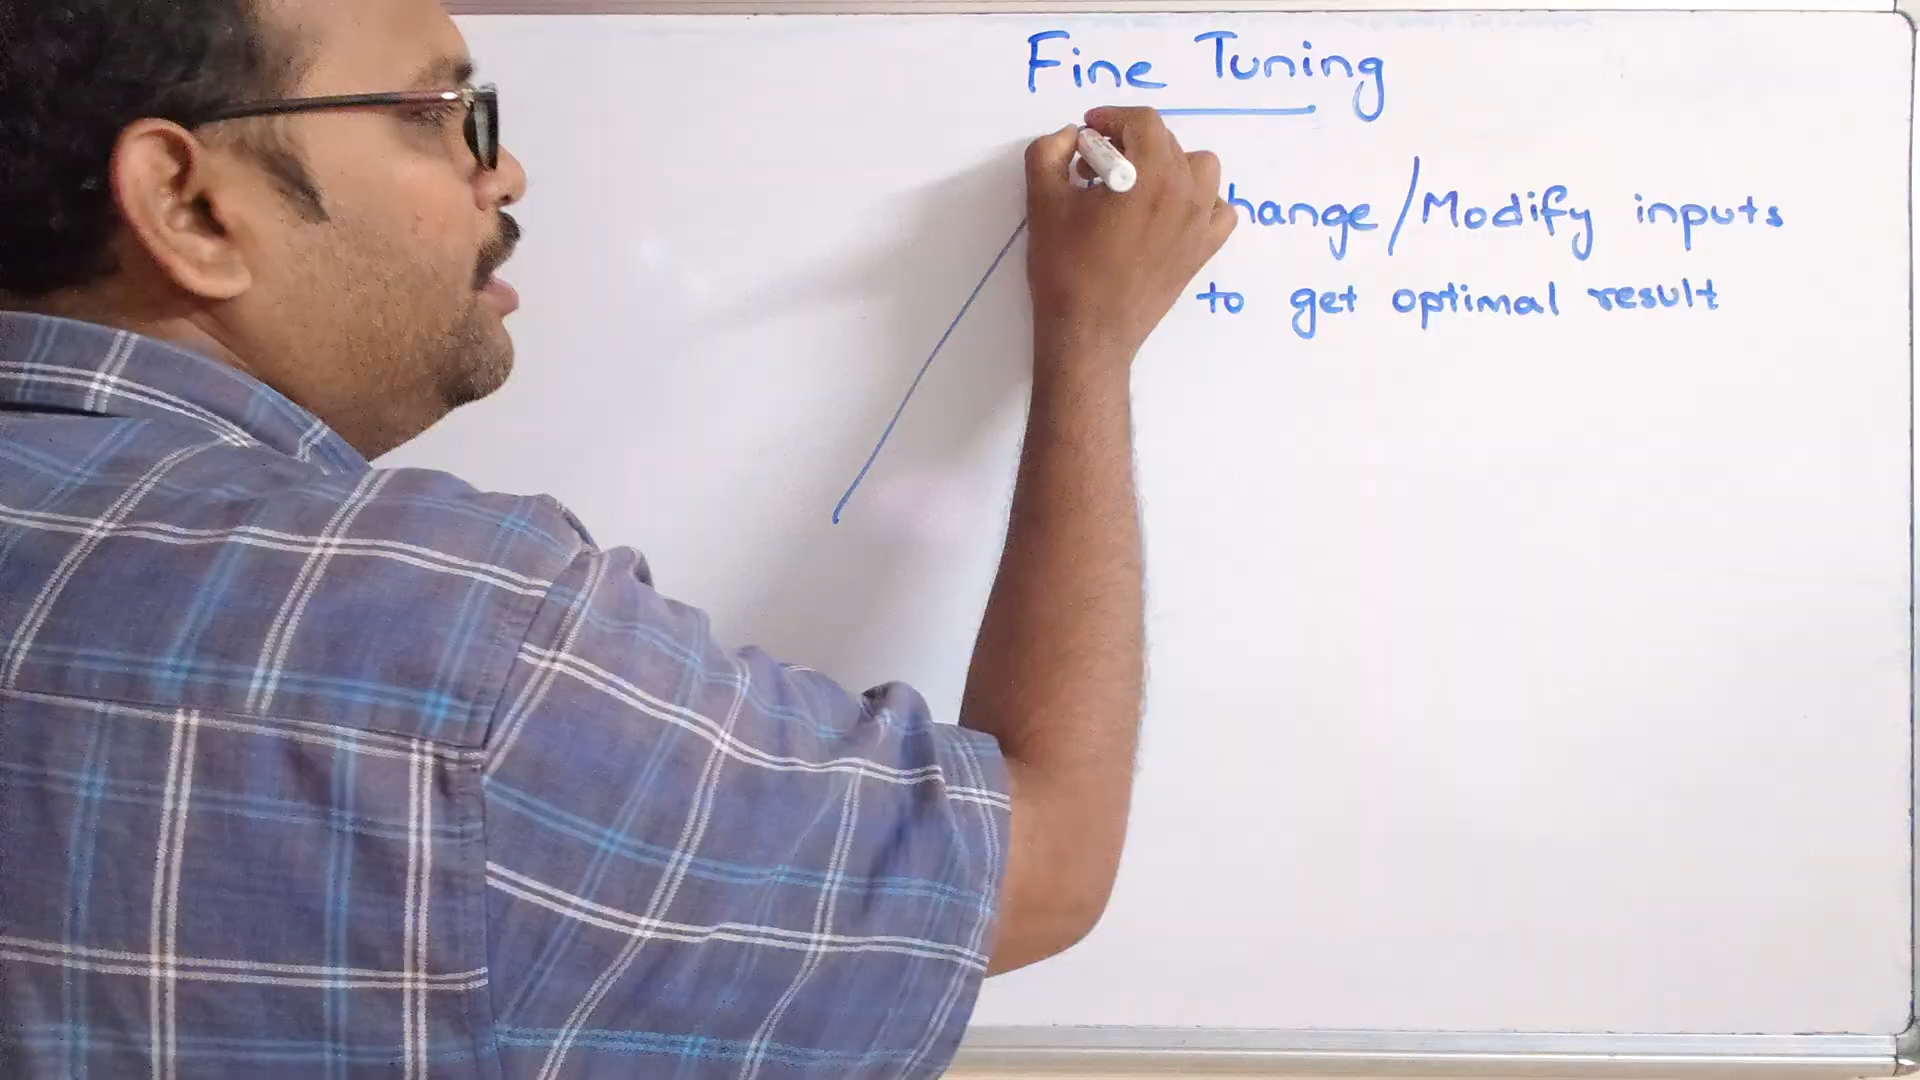 Fine Tuning
hange/Modify inputs
to get optimal result